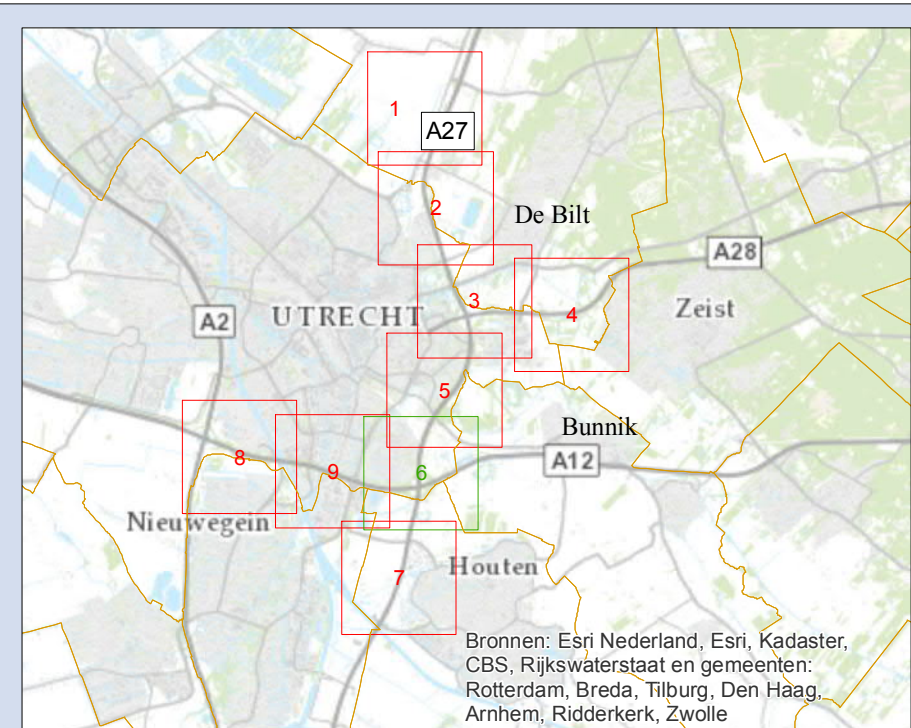 1
A27
2
De Bilt
A28
3
4
Zeist
A2
UTRECHT
5
Bunnik
8
9
6
A12
Nieuwegein
7
Houten
Bronnen: Esri Nederland, Esri, Kadaster,
CBS, Rijkswaterstaat en gemeenten:
Rotterdam, Breda, Tilburg, Den Haag,
Arnhem, Ridderkerk, Zwolle